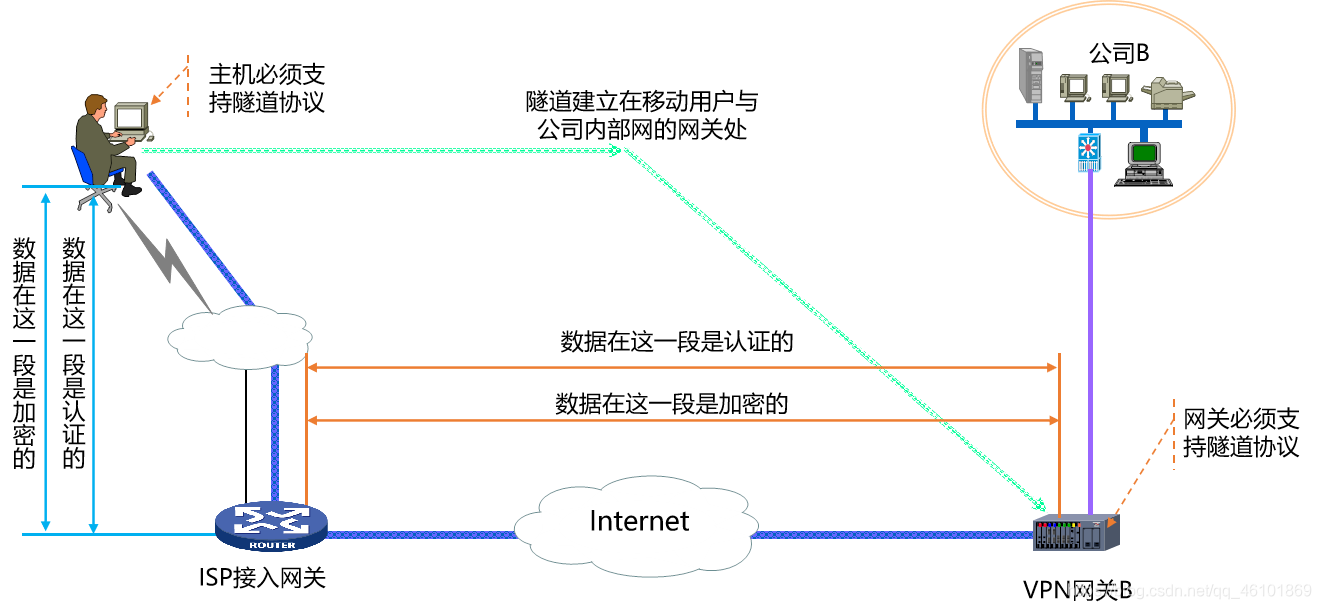 公司B
主机必须支
持隧道协议
隧道建立在移动用户与
公司内部网的网关处
数据在这一段是加密的
数据在这一段是认证的
数据在这一段是认证的
数据在这一段是加密的
网关必须支
持隧道协议
Internet
ROUTER
ISP接入网关
VPN网关B
csdn.net/qq_46101869